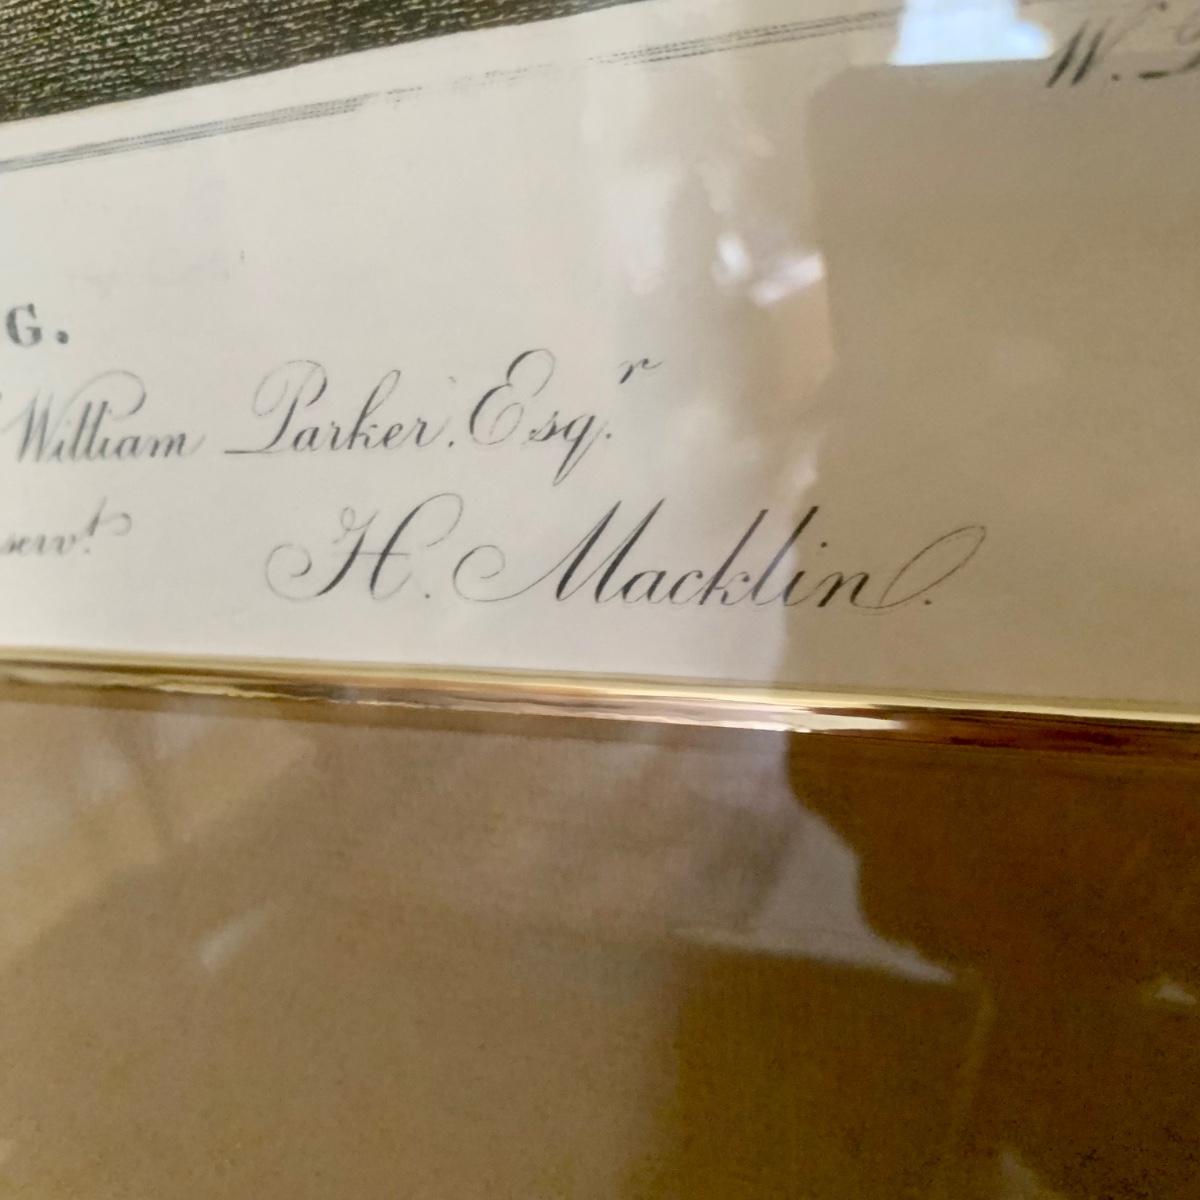 W.
G.
William Parker, Esq.r
serv.t H. Macklin.